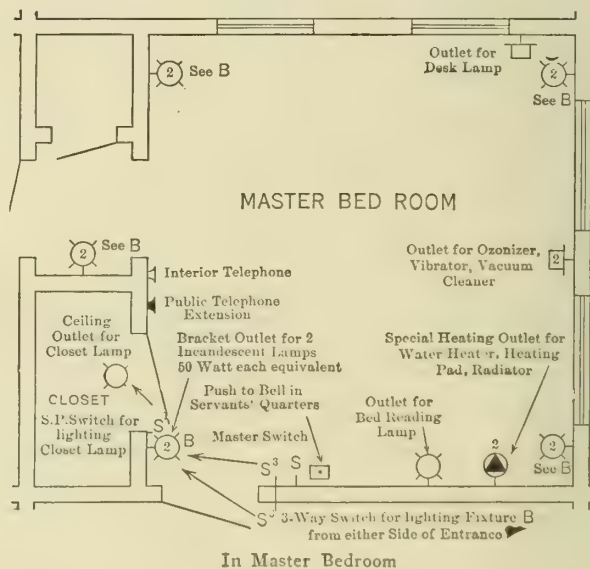 Outlet for
Desk Lamp
2 See B
2
See B
MASTER BED ROOM
2 See B
Interior Telephone
Public Telephone
Extension
2
Outlet for Ozonizer,
Vibrator, Vacuum
Cleaner
Ceiling
Outlet for
Closet Lamp
Bracket Outlet for 2
Incandescent Lamps
50 Watt each equivalent
Special Heating Outlet for
Water Heater, Heating
Pad, Radiator
CLOSET
Push to Bell in
Servants' Quarters
Outlet for
Bed Reading
Lamp
S.P.Switch for
lighting
Closet Lamp
S
2 B
Master Switch
S3 S
2
2
See B
S3 3-Way Switch for lighting Fixture B
from either Side of Entrance
In Master Bedroom